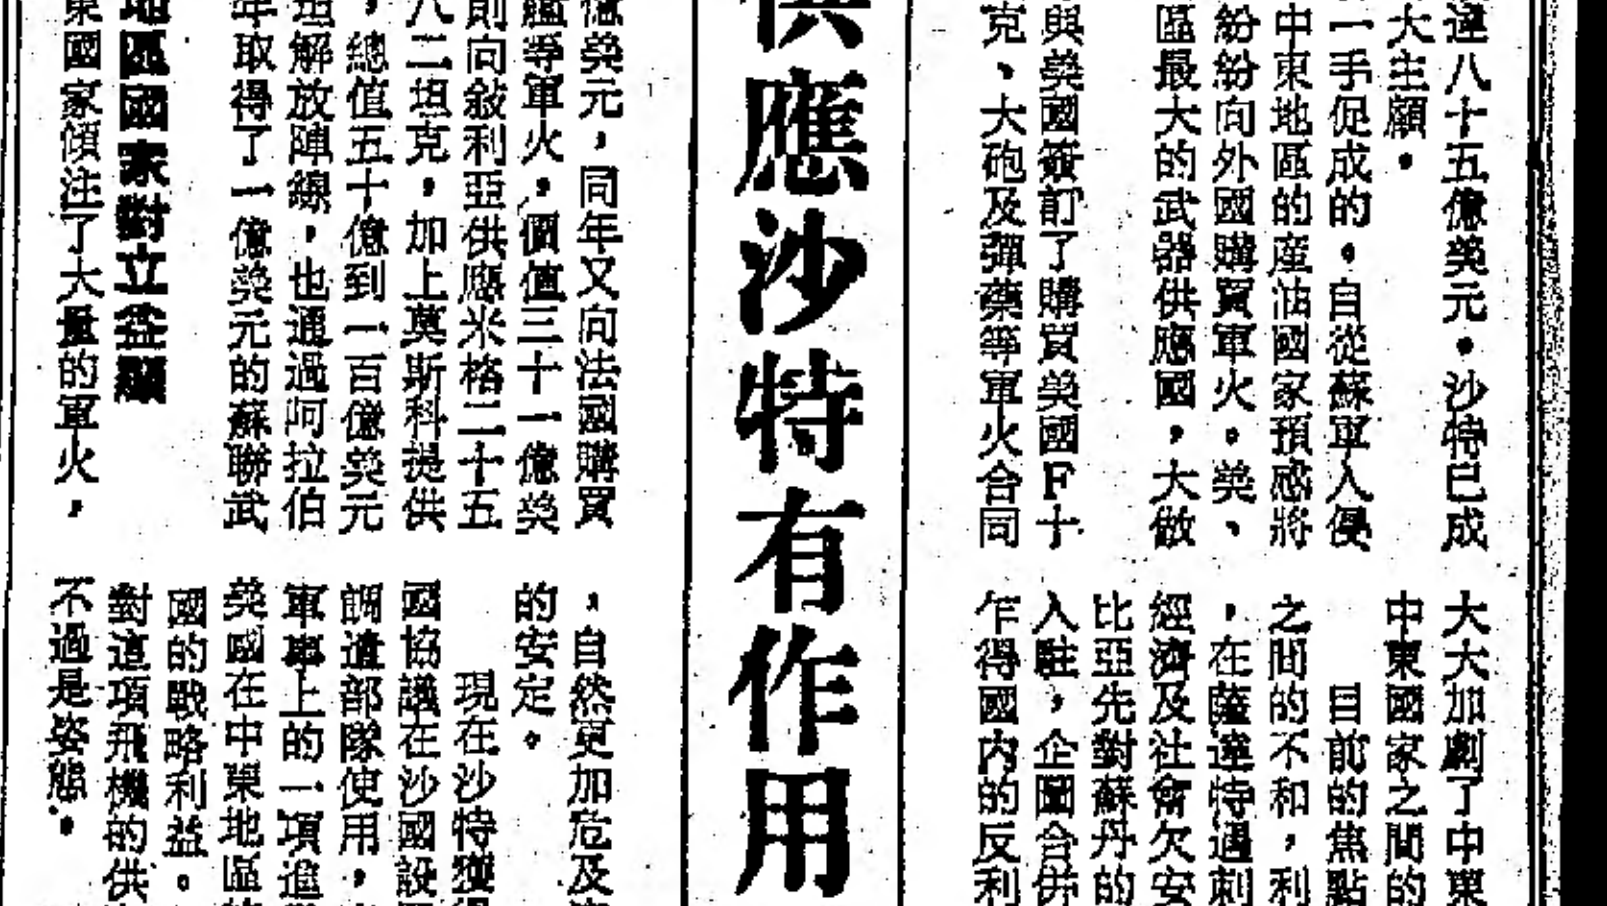 達八十五億美元。沙特已成
大主顧。
一手促成的。自從蘇軍入侵
中東地區的產油國家預感將
紛紛向外國購買軍火。美、
區最大的武器供應國,大做
與美國簽訂了購買美國F十
克、大砲及彈藥等軍火合同
大大加劇了中東
中東國家之間的
目前的焦點
之間的不和,利
,在薩達特遇刺
經濟及社會欠安
比亞先對蘇丹的
入駐,企圖合併
乍得國內的反利
供應沙特有作用
億美元,同年又向法國購買
艦等軍火,價值三十一億美
則向敍利亞供應米格二十五
八二坦克,加上莫斯科提供
,總值五十億到一百億美元
坦解放陣線,也通過呵拉伯
年取得了一億美元的蘇聯武
地區國家對立益顯
東國家傾注了大量的軍火,
,自然更加危及
的安定。
現在沙特獲得
國協議在沙國設
調遣部隊使用,
軍事上的一項進
美國在中東地區
國的戰略利益。
對這項飛機的供
不過是姿態。